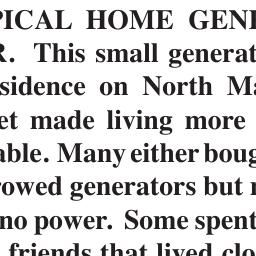 PICAL HOME GENE
R. This small generat
sidence on North Ma
et made living more
able. Many either boug
rowed generators but n
no power. Some spent
friends that lived clo